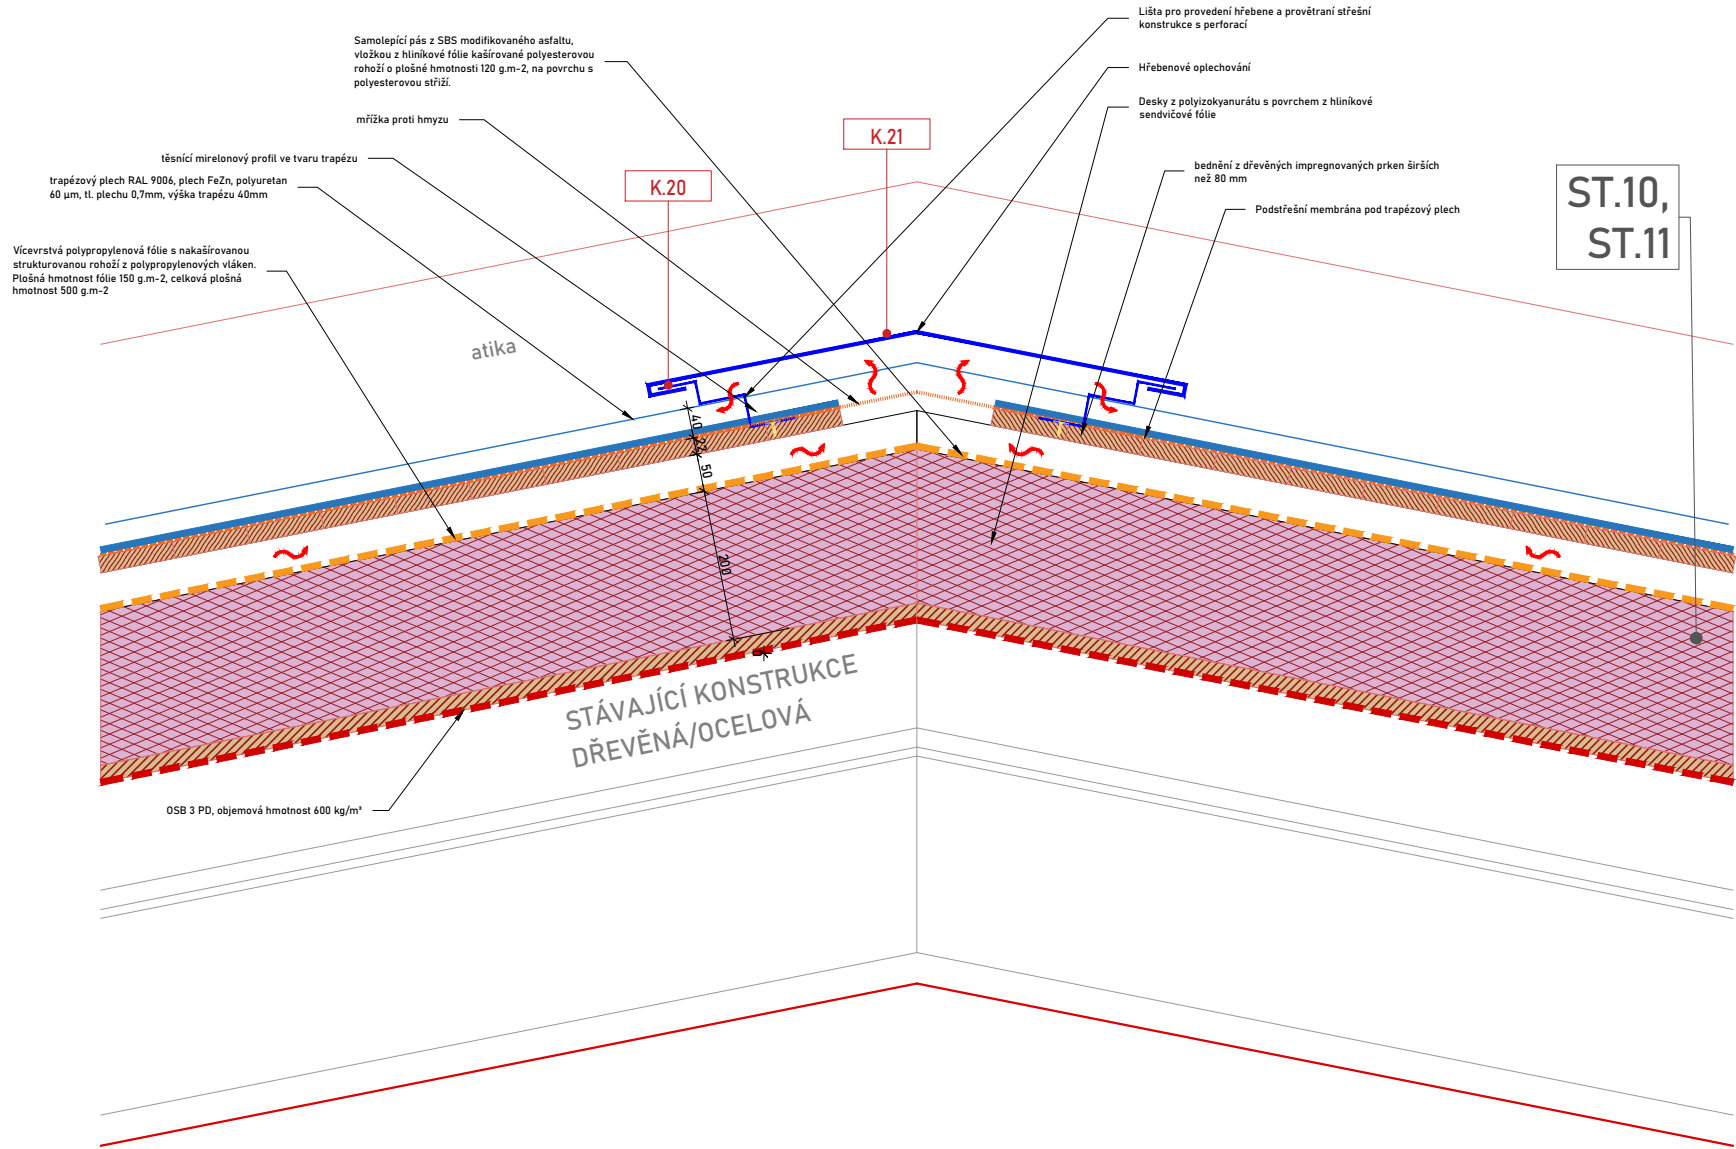 Lišta pro provedení hřebene a provětraní střešní
konstrukce s perforací
Samolepící pás z SBS modifikovaného asfaltu,
vložkou z hliníkové fólie kašírované polyesterovou
rohoží o plošné hmotnosti 120 g.m-2, na povrchu s
polyesterovou střiží.
Hřebenové oplechování
Desky z polyizokyanurátu s povrchem z hliníkové
sendvičové fólie
mřížka proti hmyzu
K.21
těsnící mirelonový profil ve tvaru trapézu
bednění z dřevěných impregnovaných prken širších
než 80 mm
trapézový plech RAL 9006, plech FeZn, polyuretan
60 μm, tl. plechu 0,7mm, výška trapézu 40mm
K.20
ST.10,
ST.11
Podstřešní membrána pod trapézový plech
Vícevrstvá polypropylenová fólie s nakašírovanou
strukturovanou rohoží z polypropylenových vláken.
Plošná hmotnost fólie 150 g.m-2, celková plošná
hmotnost 500 g.m-2
atika
40
22
50
200
STÁVAJÍCÍ KONSTRUKCE
DŘEVĚNÁ/OCELOVÁ
OSB 3 PD, objemová hmotnost 600 kg/m³